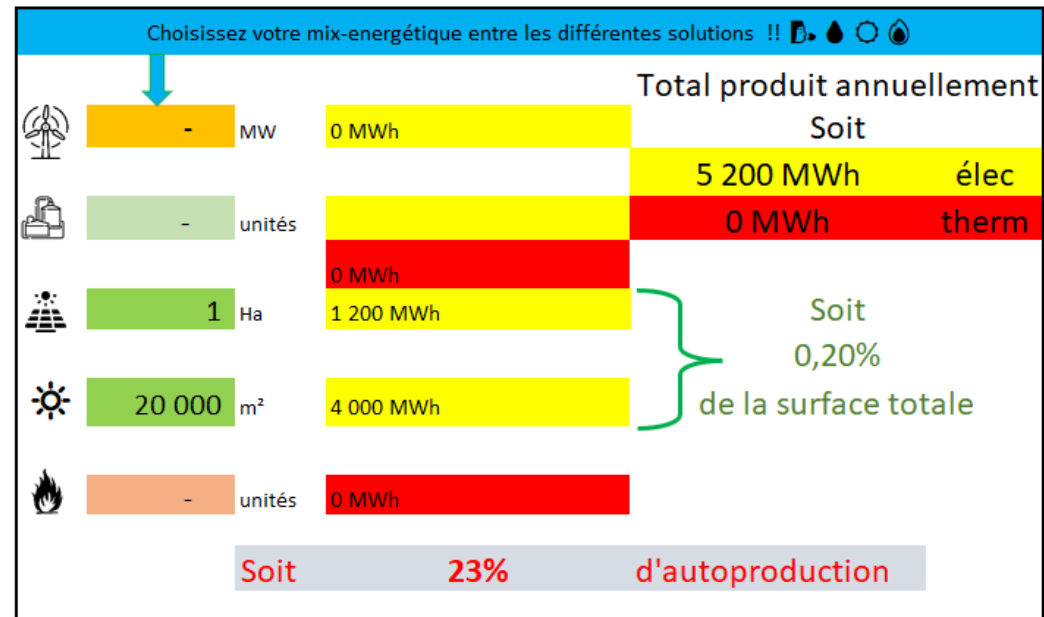 Choisissez votre mix-energétique entre les différentes solutions !!
Total produit annuellement
Soit
- MW 0 MWh
5 200 MWh élec
0 MWh therm
- unités
0 MWh
1 Ha 1 200 MWh
Soit
0,20%
de la surface totale
20 000 m² 4 000 MWh
- unités 0 MWh
Soit 23% d'autoproduction